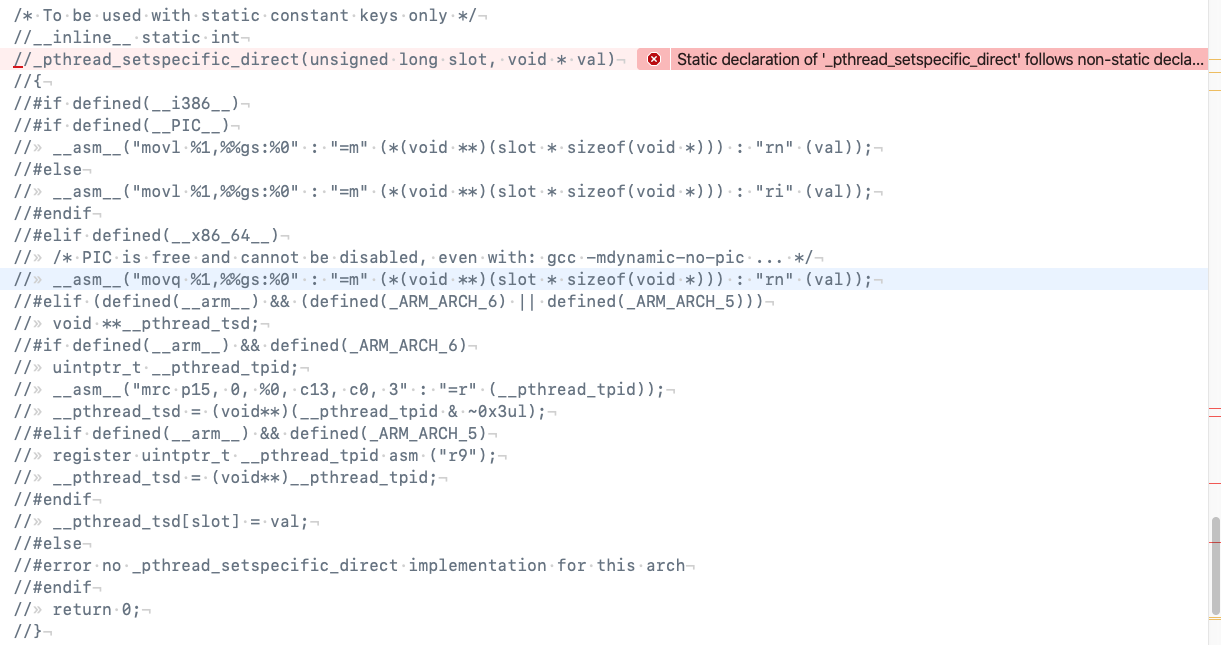 /* To be used with static constant keys only */¬
//__inline__ static int¬
//_pthread_setspecific_direct(unsigned long slot, void * val)¬ Static declaration of '_pthread_setspecific_direct' follows non-static decla...
//{¬
//#if defined(__i386__)¬
//#if defined(__PIC__)¬
//» __asm__("movl %1,%%gs:%0" : "=m" (*(void **)(slot * sizeof(void *))) : "rn" (val));¬
//#else¬
//» __asm__("movl %1,%%gs:%0" : "=m" (*(void **)(slot * sizeof(void *))) : "ri" (val));¬
//#endif¬
//#elif defined(__x86_64__)¬
//» /* PIC is free and cannot be disabled, even with: gcc -mdynamic-no-pic ... */¬
//» __asm__("movq %1,%%gs:%0" : "=m" (*(void **)(slot * sizeof(void *))) : "rn" (val));¬
//#elif (defined(__arm__) && (defined(_ARM_ARCH_6) || defined(_ARM_ARCH_5)))¬
//» void **__pthread_tsd;¬
//#if defined(__arm__) && defined(_ARM_ARCH_6)¬
//» uintptr_t __pthread_tpid;¬
//» __asm__("mrc p15, 0, %0, c13, c0, 3" : "=r" (__pthread_tpid));¬
//» __pthread_tsd = (void**)(__pthread_tpid & ~0x3ul);¬
//#elif defined(__arm__) && defined(_ARM_ARCH_5)¬
//» register uintptr_t __pthread_tpid asm ("r9");¬
//» __pthread_tsd = (void**)__pthread_tpid;¬
//#endif¬
//» __pthread_tsd[slot] = val;¬
//#else¬
//#error no _pthread_setspecific_direct implementation for this arch¬
//#endif¬
//» return 0;¬
//}¬